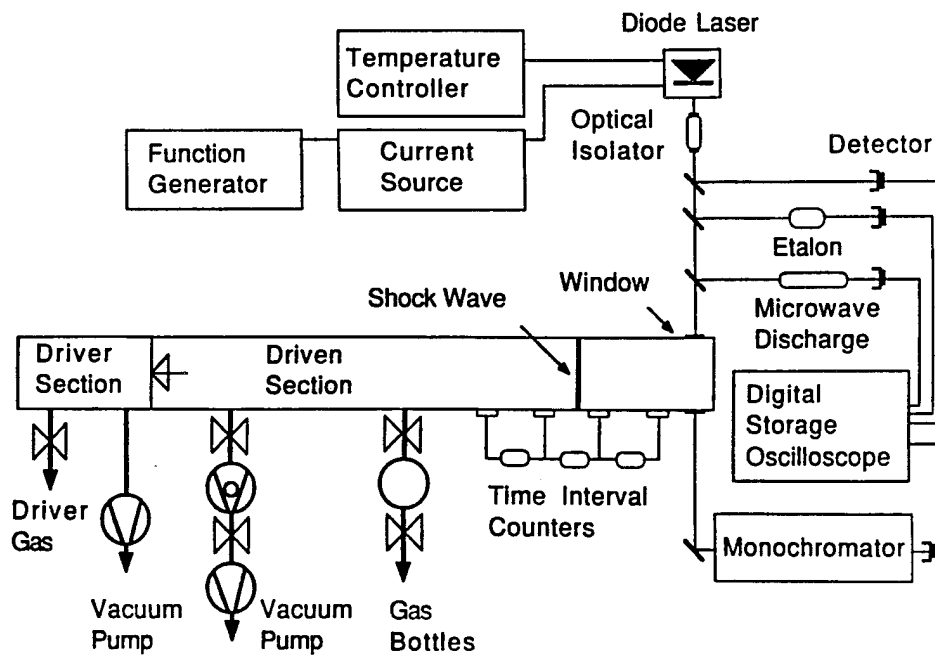 Diode Laser
Temperature
Controller
Optical
Isolator
Function
Generator
Current
Source
Detector
Etalon
Microwave
Discharge
Shock Wave
Window
Driver
Section
Driven
Section
Digital
Storage
Oscilloscope
Time Interval
Counters
Driver
Gas
Monochromator
Vacuum
Pump
Vacuum
Pump
Gas
Bottles